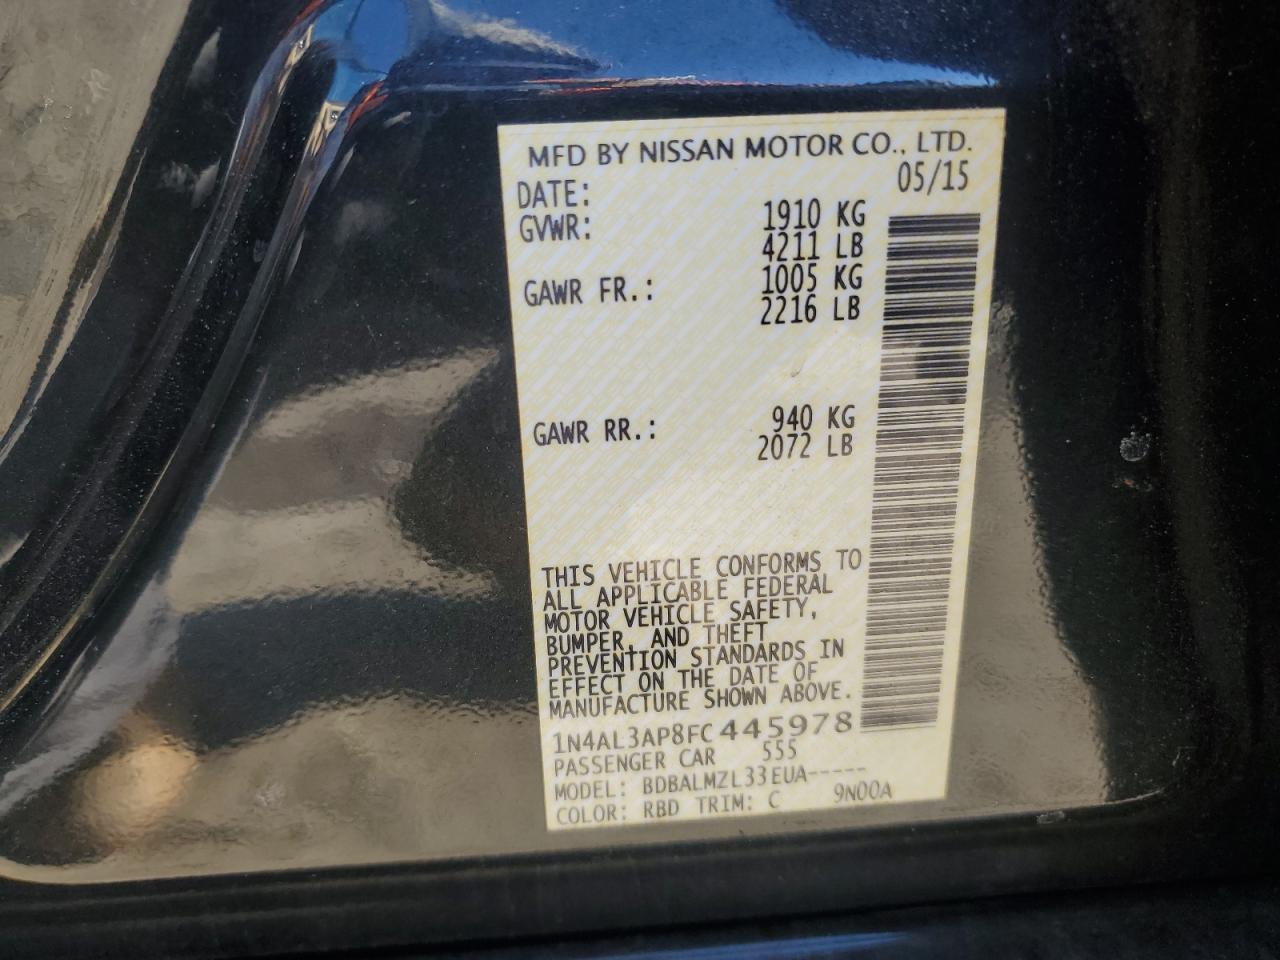 MFD BY NISSAN MOTOR CO., LTD.
DATE: 05/15
GVWR: 1910 KG
4211 LB
GAWR FR.: 1005 KG
2216 LB
GAWR RR.: 940 KG
2072 LB
THIS VEHICLE CONFORMS TO
ALL APPLICABLE FEDERAL
MOTOR VEHICLE SAFETY,
BUMPER, AND THEFT
PREVENTION STANDARDS IN
EFFECT ON THE DATE OF
MANUFACTURE SHOWN ABOVE.
1N4AL3AP8FC445978
PASSENGER CAR 555
MODEL: BDBALMZL33EUA-----
COLOR: RBD TRIM: C 9N00A